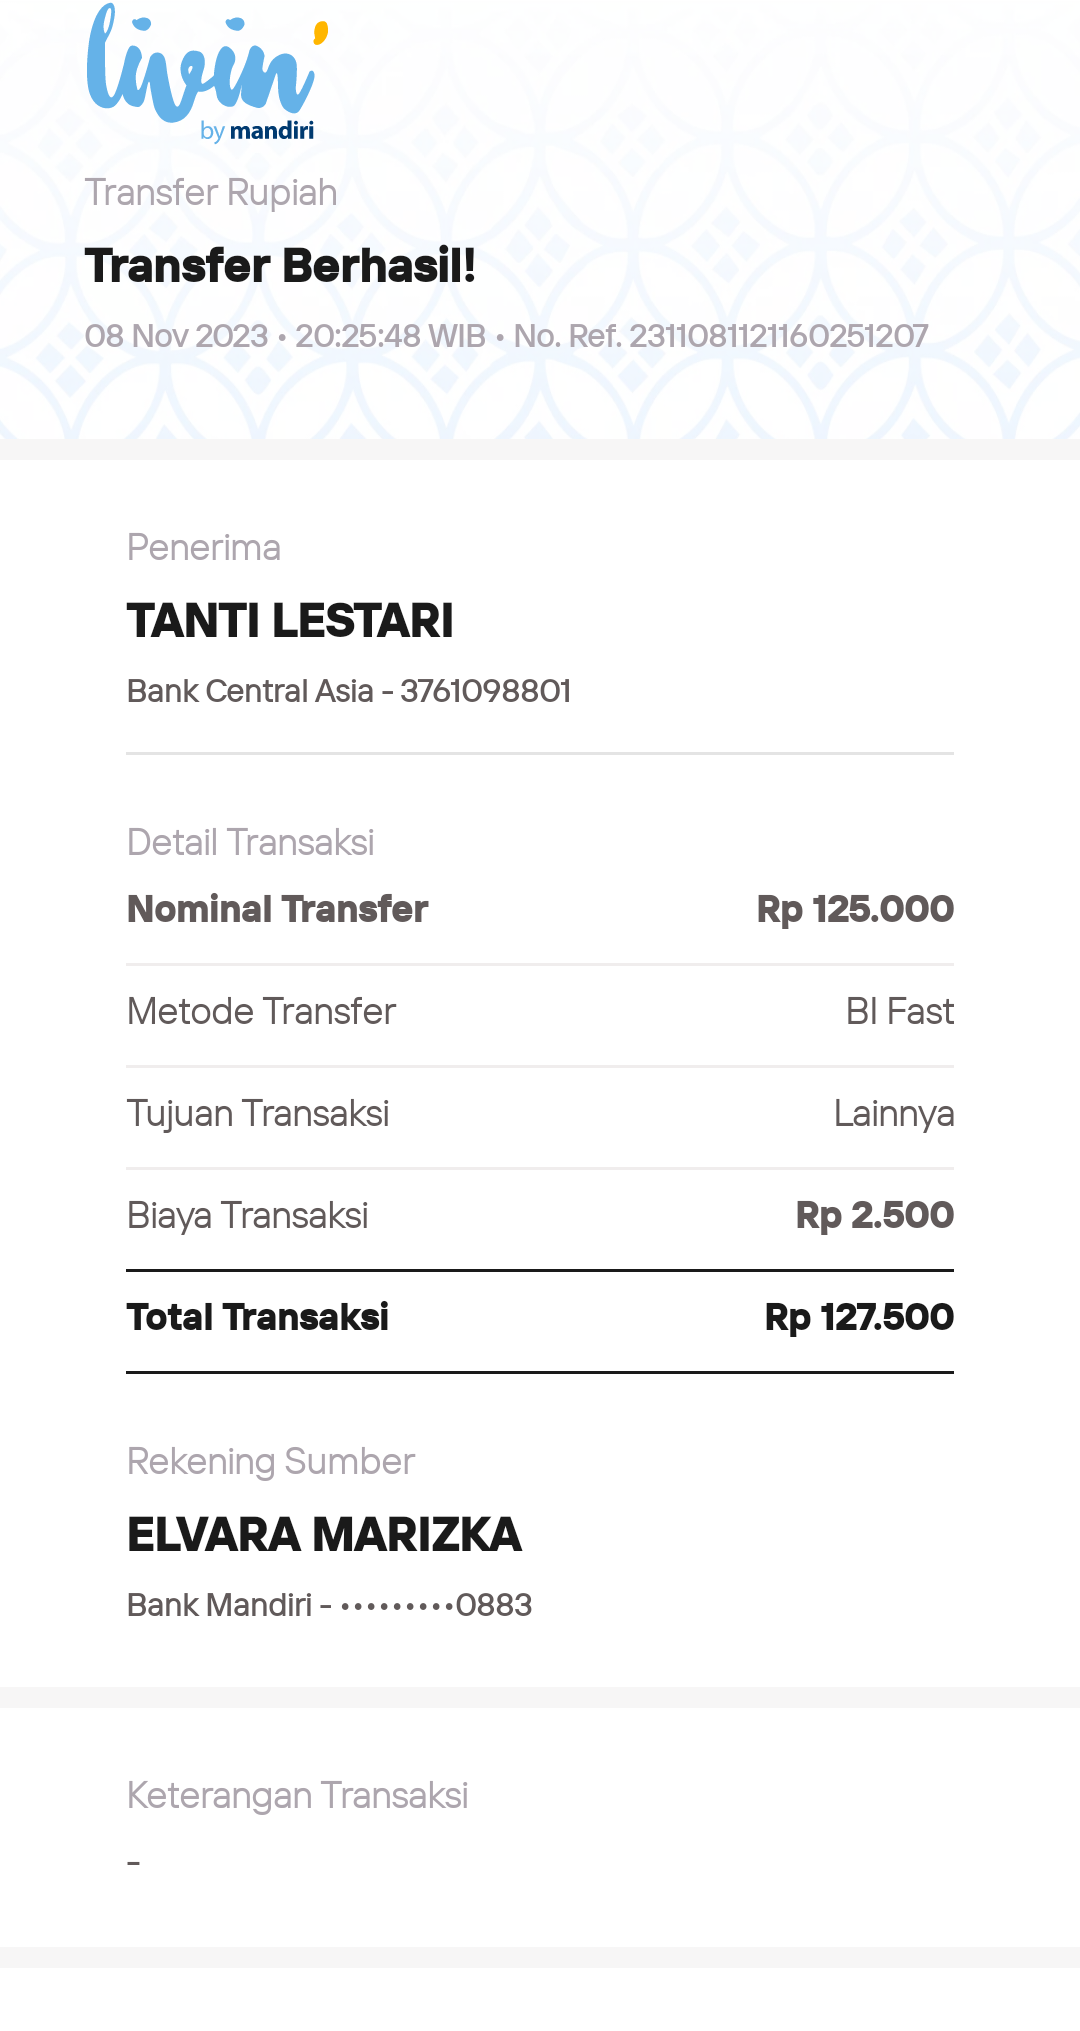 livin'
by mandiri
Transfer Rupiah
Transfer Berhasil!
08 Nov 2023 • 20:25:48 WIB • No. Ref. 2311081121160251207
Penerima
TANTI LESTARI
Bank Central Asia - 3761098801
Detail Transaksi
Nominal Transfer Rp 125.000
Metode Transfer BI Fast
Tujuan Transaksi Lainnya
Biaya Transaksi Rp 2.500
Total Transaksi Rp 127.500
Rekening Sumber
ELVARA MARIZKA
Bank Mandiri - •••••••••0883
Keterangan Transaksi
-